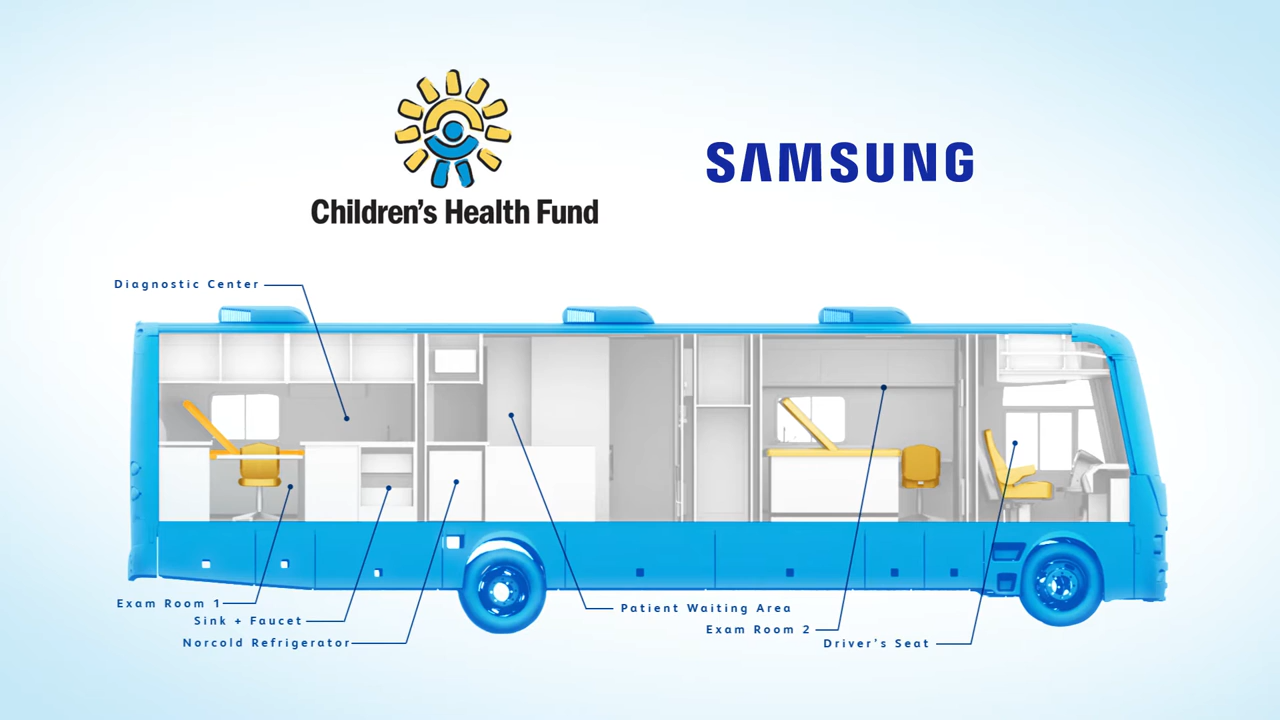 Children's Health Fund
SAMSUNG
Diagnostic Center
Exam Room 1
Sink + Faucet
Norcold Refrigerator
Patient Waiting Area
Exam Room 2
Driver's Seat